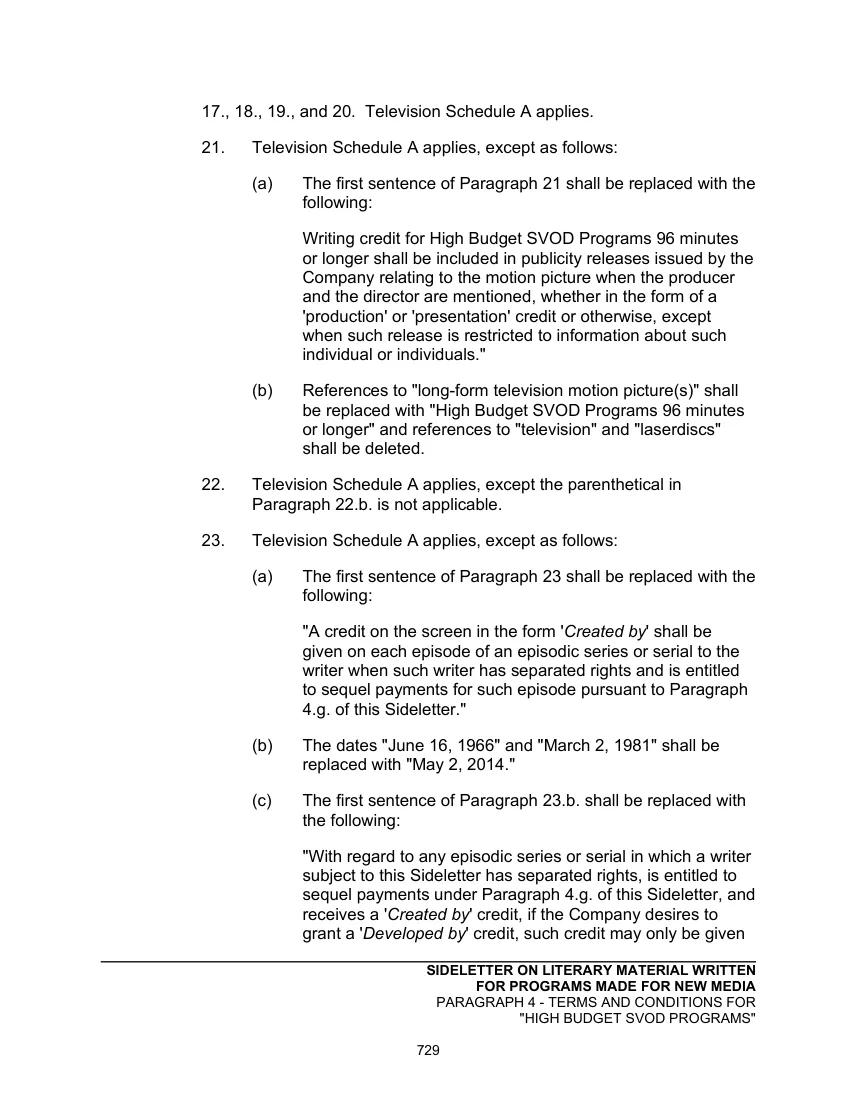 17., 18., 19., and 20. Television Schedule A applies.
21. Television Schedule A applies, except as follows:
(a) The first sentence of Paragraph 21 shall be replaced with the
following:
Writing credit for High Budget SVOD Programs 96 minutes
or longer shall be included in publicity releases issued by the
Company relating to the motion picture when the producer
and the director are mentioned, whether in the form of a
'production' or 'presentation' credit or otherwise, except
when such release is restricted to information about such
individual or individuals."
(b) References to "long-form television motion picture(s)" shall
be replaced with "High Budget SVOD Programs 96 minutes
or longer" and references to "television" and "laserdiscs"
shall be deleted.
22. Television Schedule A applies, except the parenthetical in
Paragraph 22.b. is not applicable.
23. Television Schedule A applies, except as follows:
(a) The first sentence of Paragraph 23 shall be replaced with the
following:
"A credit on the screen in the form 'Created by' shall be
given on each episode of an episodic series or serial to the
writer when such writer has separated rights and is entitled
to sequel payments for such episode pursuant to Paragraph
4.g. of this Sideletter."
(b) The dates "June 16, 1966" and "March 2, 1981" shall be
replaced with "May 2, 2014."
(c) The first sentence of Paragraph 23.b. shall be replaced with
the following:
"With regard to any episodic series or serial in which a writer
subject to this Sideletter has separated rights, is entitled to
sequel payments under Paragraph 4.g. of this Sideletter, and
receives a 'Created by' credit, if the Company desires to
grant a 'Developed by' credit, such credit may only be given
SIDELETTER ON LITERARY MATERIAL WRITTEN
FOR PROGRAMS MADE FOR NEW MEDIA
PARAGRAPH 4 - TERMS AND CONDITIONS FOR
"HIGH BUDGET SVOD PROGRAMS"
729